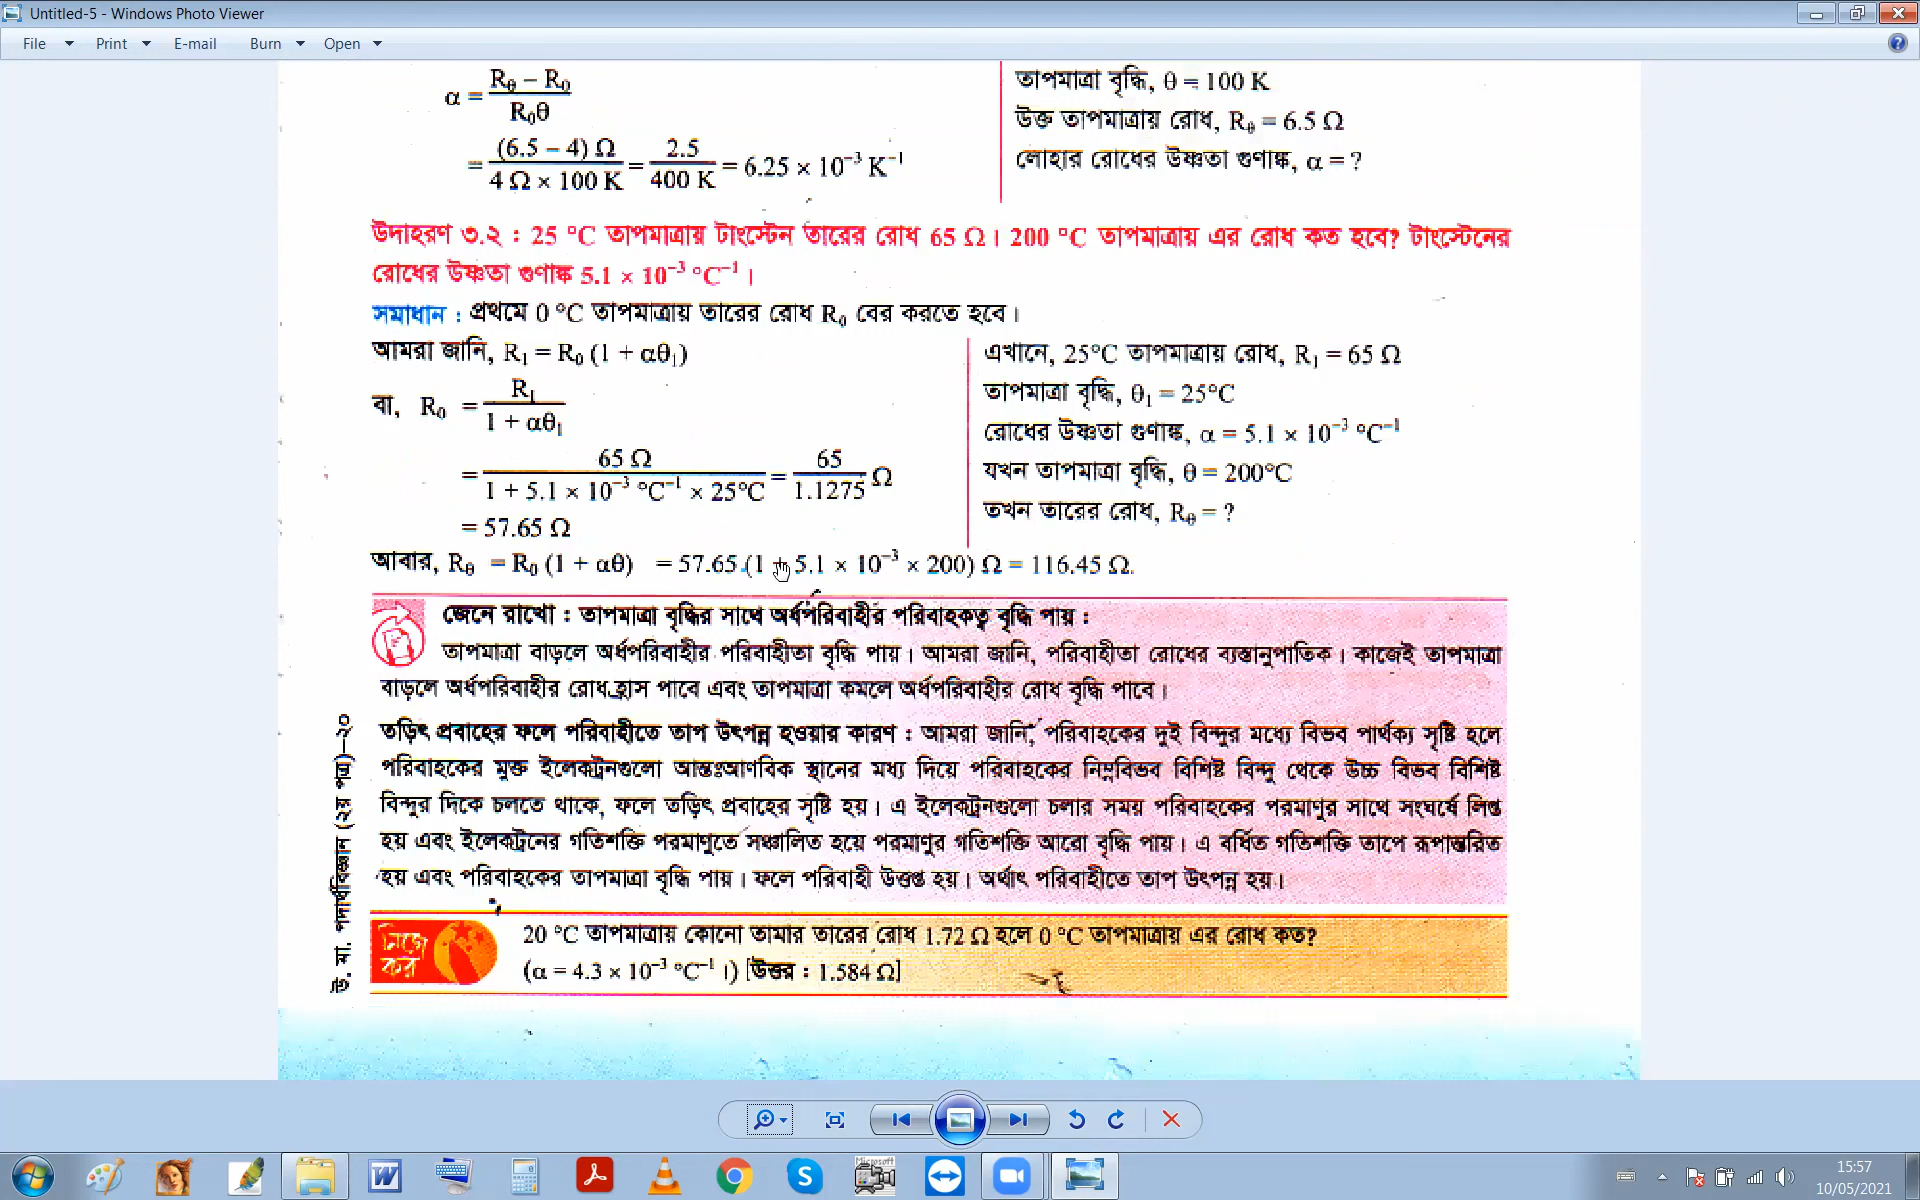 Untitled-5 - Windows Photo Viewer
File Print E-mail Burn Open
α = (Rθ – R₀) / R₀θ
= (6.5 – 4) Ω / 4 Ω × 100 K = 2.5 / 400 K = 6.25 × 10⁻³ K⁻¹
তাপমাত্রা বৃদ্ধি, θ = 100 K
উক্ত তাপমাত্রায় রোধ, Rθ = 6.5 Ω
লোহার রোধের উষ্ণতা গুণাঙ্ক, α = ?
উদাহরণ ৩.২ : 25 °C তাপমাত্রায় টাংস্টেন তারের রোধ 65 Ω। 200 °C তাপমাত্রায় এর রোধ কত হবে? টাংস্টেনের
রোধের উষ্ণতা গুণাঙ্ক 5.1 × 10⁻³ °C⁻¹।
সমাধান : প্রথমে 0 °C তাপমাত্রায় তারের রোধ R₀ বের করতে হবে।
আমরা জানি, R₁ = R₀ (1 + αθ₁)
বা, R₀ = R₁ / 1 + αθ₁
= 65 Ω / 1 + 5.1 × 10⁻³ °C⁻¹ × 25°C = 65 / 1.1275 Ω
= 57.65 Ω
এখানে, 25°C তাপমাত্রায় রোধ, R₁ = 65 Ω
তাপমাত্রা বৃদ্ধি, θ₁ = 25°C
রোধের উষ্ণতা গুণাঙ্ক, α = 5.1 × 10⁻³ °C⁻¹
যখন তাপমাত্রা বৃদ্ধি, θ = 200°C
তখন তারের রোধ, Rθ = ?
আবার, Rθ = R₀ (1 + αθ) = 57.65 (1 + 5.1 × 10⁻³ × 200) Ω = 116.45 Ω.
জেনে রাখো : তাপমাত্রা বৃদ্ধির সাথে অর্ধপরিবাহীর পরিবাহকত্ব বৃদ্ধি পায় :
তাপমাত্রা বাড়লে অর্ধপরিবাহীর পরিবাহীতা বৃদ্ধি পায়। আমরা জানি, পরিবাহীতা রোধের ব্যস্তানুপাতিক। কাজেই তাপমাত্রা
বাড়লে অর্ধপরিবাহীর রোধ হ্রাস পাবে এবং তাপমাত্রা কমলে অর্ধপরিবাহীর রোধ বৃদ্ধি পাবে।
তড়িৎ প্রবাহের ফলে পরিবাহীতে তাপ উৎপন্ন হওয়ার কারণ : আমরা জানি, পরিবাহকের দুই বিন্দুর মধ্যে বিভব পার্থক্য সৃষ্টি হলে
পরিবাহকের মুক্ত ইলেকট্রনগুলো আন্তঃআণবিক স্থানের মধ্য দিয়ে পরিবাহকের নিম্নবিভব বিশিষ্ট বিন্দু থেকে উচ্চ বিভব বিশিষ্ট
বিন্দুর দিকে চলতে থাকে, ফলে তড়িৎ প্রবাহের সৃষ্টি হয়। এ ইলেকট্রনগুলো চলার সময় পরিবাহকের পরমাণুর সাথে সংঘর্ষে লিপ্ত
হয় এবং ইলেকট্রনের গতিশক্তি পরমাণুতে সঞ্চালিত হয়ে পরমাণুর গতিশক্তি আরো বৃদ্ধি পায়। এ বর্ধিত গতিশক্তি তাপে রূপান্তরিত
হয় এবং পরিবাহকের তাপমাত্রা বৃদ্ধি পায়। ফলে পরিবাহী উত্তপ্ত হয়। অর্থাৎ পরিবাহীতে তাপ উৎপন্ন হয়।
উ. মা. পদার্থবিজ্ঞান (২য় পত্র)–২০
নিজে
কর
20 °C তাপমাত্রায় কোনো তামার তারের রোধ 1.72 Ω হলে 0 °C তাপমাত্রায় এর রোধ কত?
(α = 4.3 × 10⁻³ °C⁻¹।) [উত্তর : 1.584 Ω]
15:57
10/05/2021